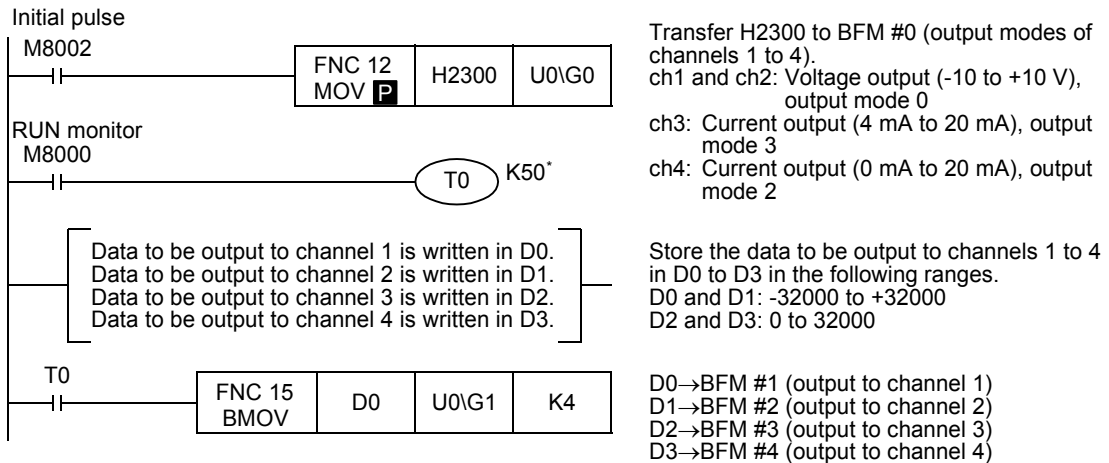 Initial pulse
M8002
FNC 12
MOV P
H2300
U0\G0
Transfer H2300 to BFM #0 (output modes of
channels 1 to 4).
ch1 and ch2: Voltage output (-10 to +10 V),
output mode 0
ch3: Current output (4 mA to 20 mA), output
mode 3
ch4: Current output (0 mA to 20 mA), output
mode 2
RUN monitor
M8000
T0
K50*
Data to be output to channel 1 is written in D0.
Data to be output to channel 2 is written in D1.
Data to be output to channel 3 is written in D2.
Data to be output to channel 4 is written in D3.
Store the data to be output to channels 1 to 4
in D0 to D3 in the following ranges.
D0 and D1: -32000 to +32000
D2 and D3: 0 to 32000
T0
FNC 15
BMOV
D0
U0\G1
K4
D0→BFM #1 (output to channel 1)
D1→BFM #2 (output to channel 2)
D2→BFM #3 (output to channel 3)
D3→BFM #4 (output to channel 4)